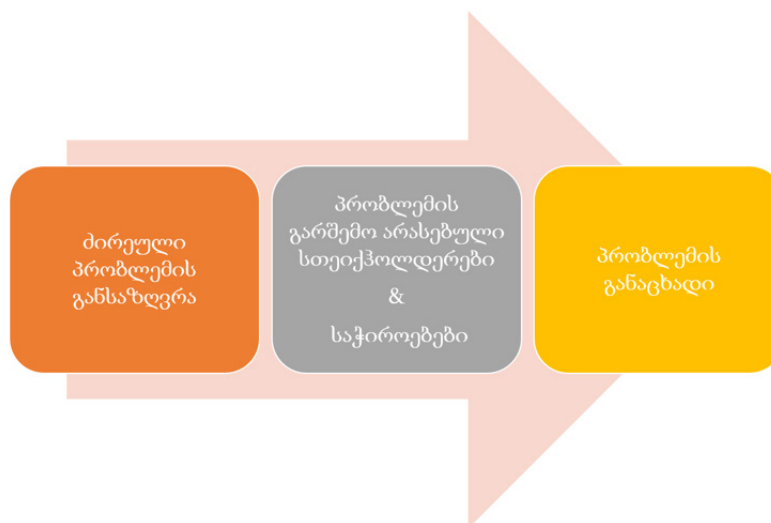 ძირეული
პრობლემის
განსაზღვრა
პრობლემის
გარშემო არასებული
სთეიქჰოლდერები
&
საჭიროებები
პრობლემის
განაცხადი